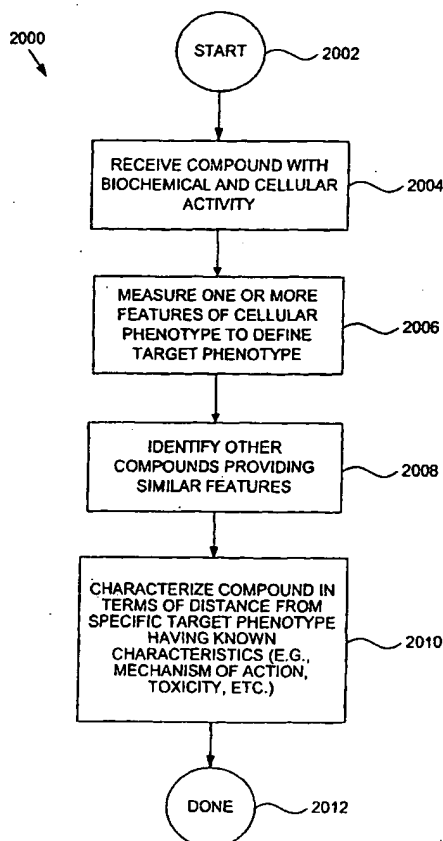 2000
START
2002
RECEIVE COMPOUND WITH
BIOCHEMICAL AND CELLULAR
ACTIVITY
2004
MEASURE ONE OR MORE
FEATURES OF CELLULAR
PHENOTYPE TO DEFINE
TARGET PHENOTYPE
2006
IDENTIFY OTHER
COMPOUNDS PROVIDING
SIMILAR FEATURES
2008
CHARACTERIZE COMPOUND IN
TERMS OF DISTANCE FROM
SPECIFIC TARGET PHENOTYPE
HAVING KNOWN
CHARACTERISTICS (E.G.,
MECHANISM OF ACTION,
TOXICITY, ETC.)
2010
DONE
2012